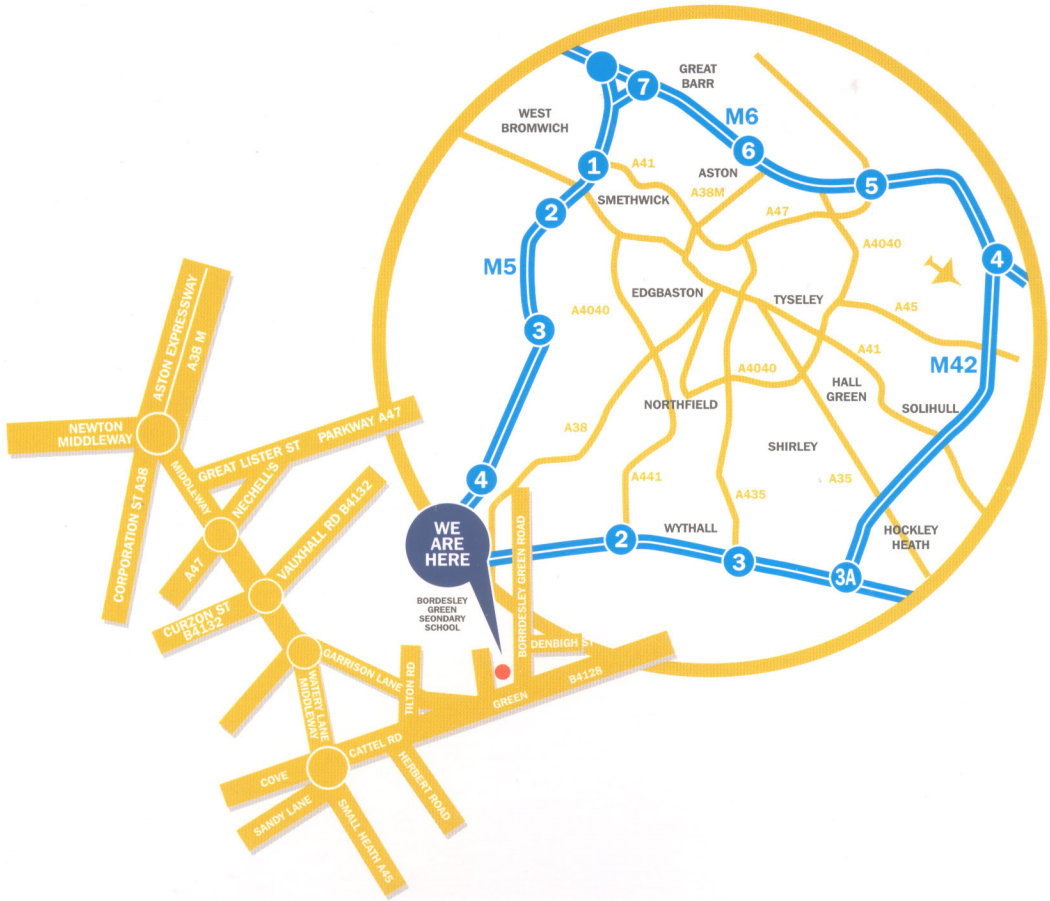 GREAT
BARR
7
WEST
BROMWICH
M6
6
1
A41
ASTON
5
A38M
SMETHWICK
2
A47
A4040
4
M5
EDGBASTON
TYSELEY
A4040
A45
3
A41
M42
A4040
HALL
GREEN
NORTHFIELD
SOLIHULL
A38
SHIRLEY
4
A441
A435
A35
WE
ARE
HERE
2
WYTHALL
HOCKLEY
HEATH
3
3A
ASTON EXPRESSWAY
A38 M
NEWTON
MIDDLEWAY
GREAT LISTER ST
PARKWAY A47
MIDDLEWAY
NECHELL'S
CORPORATION ST A38
VAUXHALL RD B4132
A47
CURZON ST
B4132
BORDESLEY
GREEN
SEONDARY
SCHOOL
BORRDESLEY GREEN ROAD
DENBIGH ST
GARRISON LANE
TILTON RD
WATERY LANE
MIDDLEWAY
GREEN
B4128
CATTEL RD
COVE
HERBERT ROAD
SANDY LANE
SMALL HEATH A45